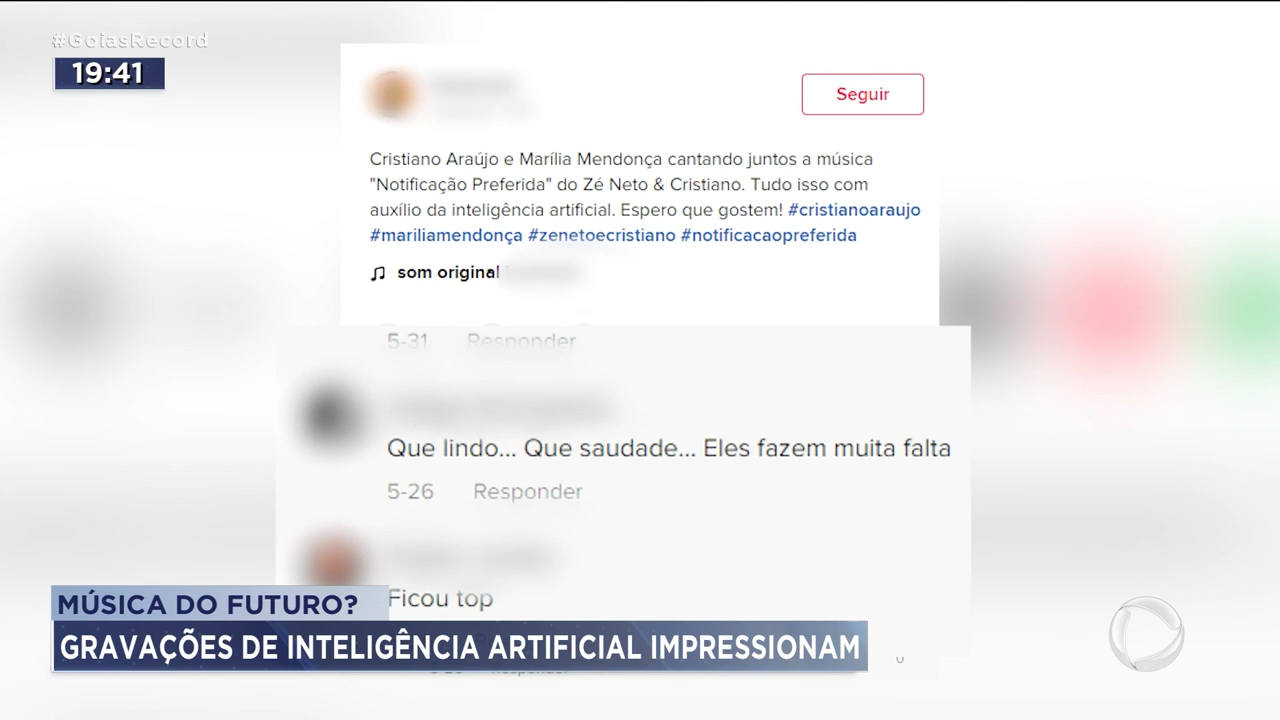 #GoiasRecord
19:41
Seguir
Cristiano Araújo e Marília Mendonça cantando juntos a música
"Notificação Preferida" do Zé Neto & Cristiano. Tudo isso com
auxílio da inteligência artificial. Espero que gostem! #cristianoaraujo
#mariliamendonça #zenetoecristiano #notificacaopreferida
som original
5-31 Responder
Que lindo... Que saudade... Eles fazem muita falta
5-26 Responder
Ficou top
MÚSICA DO FUTURO?
GRAVAÇÕES DE INTELIGÊNCIA ARTIFICIAL IMPRESSIONAM